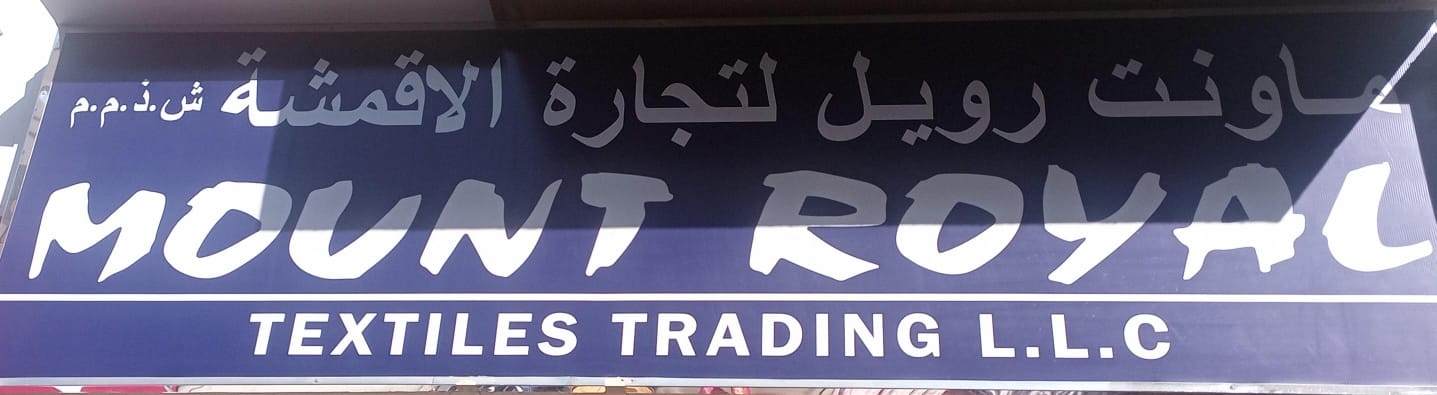 ماونت رويل لتجارة الاقمشة ش.ذ.م.م
MOUNT ROYAL
TEXTILES TRADING L.L.C